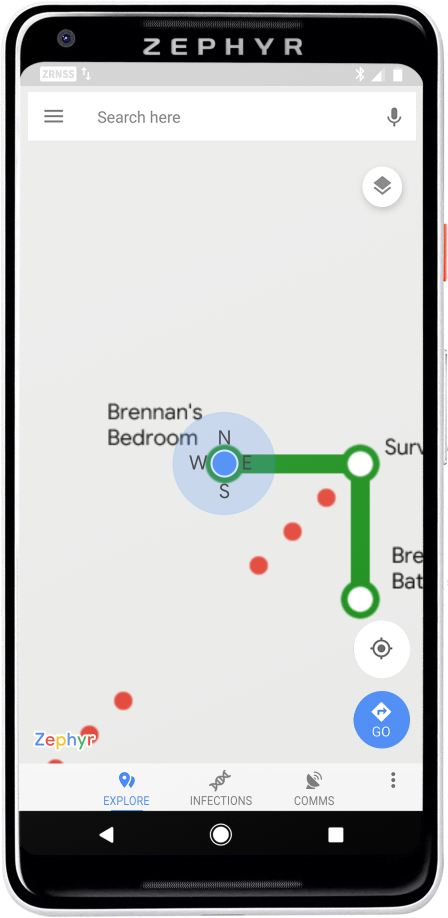 ZEPHYR
ZRNSS
Search here
Brennan's
Bedroom
N
W E
S
Surv
Bre
Bat
Zephyr
GO
EXPLORE INFECTIONS COMMS